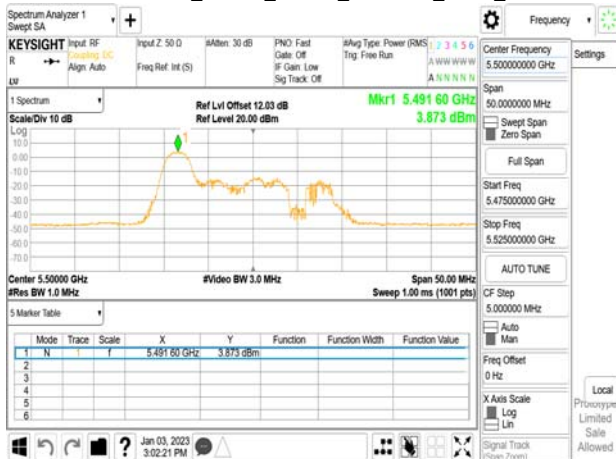 Spectrum Analyzer 1
Swept SA
+
Frequency
KEYSIGHT
R
LVI
Input: RF
Coupling: DC
Align: Auto
Input Z: 50 Ω
Freq Ref: Int (S)
#Atten: 30 dB
PNO: Fast
Gate: Off
IF Gain: Low
Sig Track: Off
#Avg Type: Power (RMS
Trig: Free Run
1 2 3 4 5 6
A W W W W W
A N N N N N
1 Spectrum
Scale/Div 10 dB
Ref Lvl Offset 12.03 dB
Ref Level 20.00 dBm
Mkr1 5.491 60 GHz
3.873 dBm
Log
1
10.0
0.00
-10.0
-20.0
-30.0
-40.0
-50.0
-60.0
-70.0
Center 5.50000 GHz
#Res BW 1.0 MHz
#Video BW 3.0 MHz
Span 50.00 MHz
Sweep 1.00 ms (1001 pts)
5 Marker Table
Mode Trace Scale X Y Function Function Width Function Value
1 N 1 f 5.491 60 GHz 3.873 dBm
2
3
4
5
6
Jan 03, 2023
3:02:21 PM
Center Frequency
5.500000000 GHz
Span
50.0000000 MHz
Swept Span
Zero Span
Full Span
Start Freq
5.475000000 GHz
Stop Freq
5.525000000 GHz
AUTO TUNE
CF Step
5.000000 MHz
Auto
Man
Freq Offset
0 Hz
X Axis Scale
Log
Lin
Signal Track
(Span Zoom)
Settings
Local
Prototype
Limited
Sale
Allowed